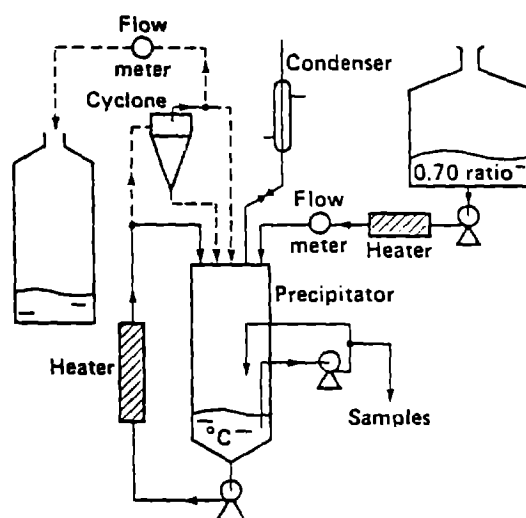 Flow
meter
Cyclone
Condenser
0.70 ratio
Flow
meter
Heater
Precipitator
Heater
°C
Samples